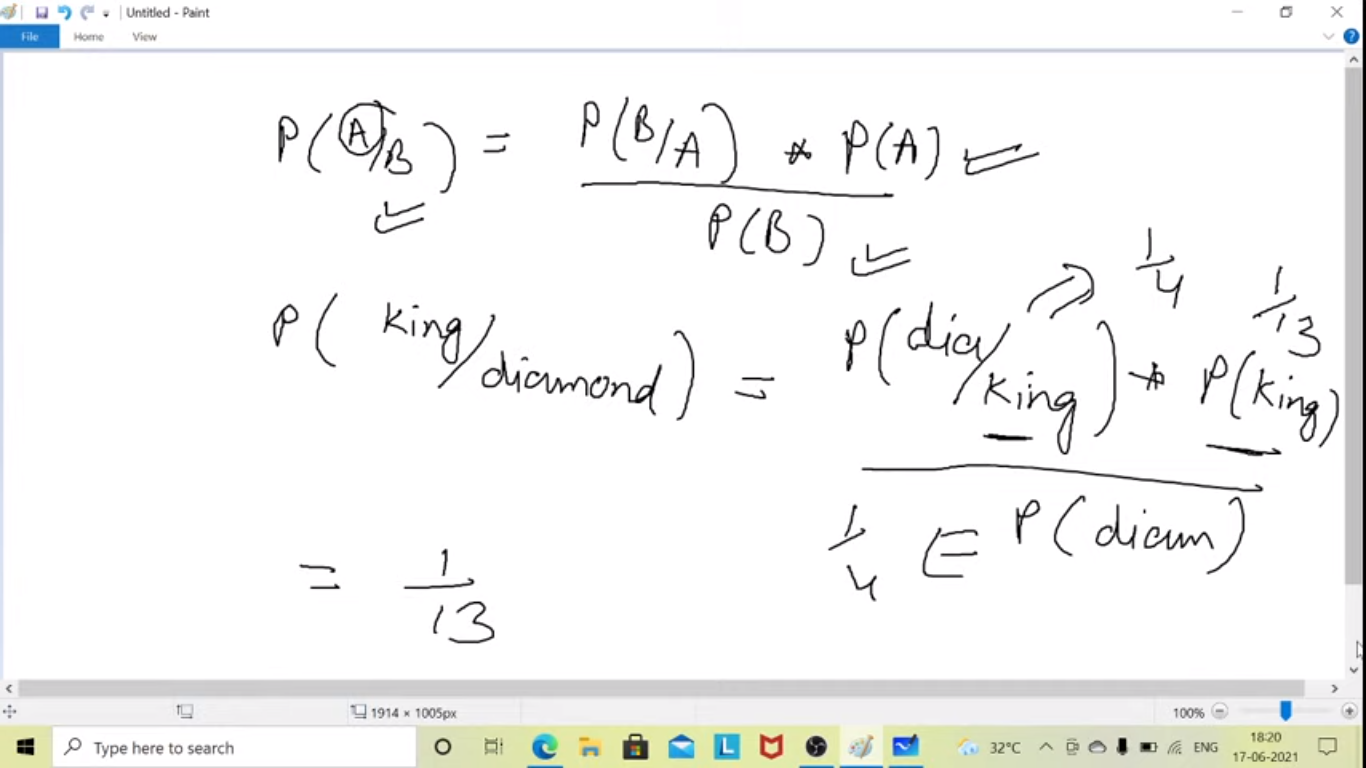 Untitled - Paint
File Home View
P(A/B) = P(B/A) * P(A)
P(B)
1/4 1/13
P(king/diamond) = P(dia/king) * P(king)
1/4 P(diam)
= 1/13
1914 × 1005px 100%
Type here to search 32°C ENG 18:20
17-06-2021